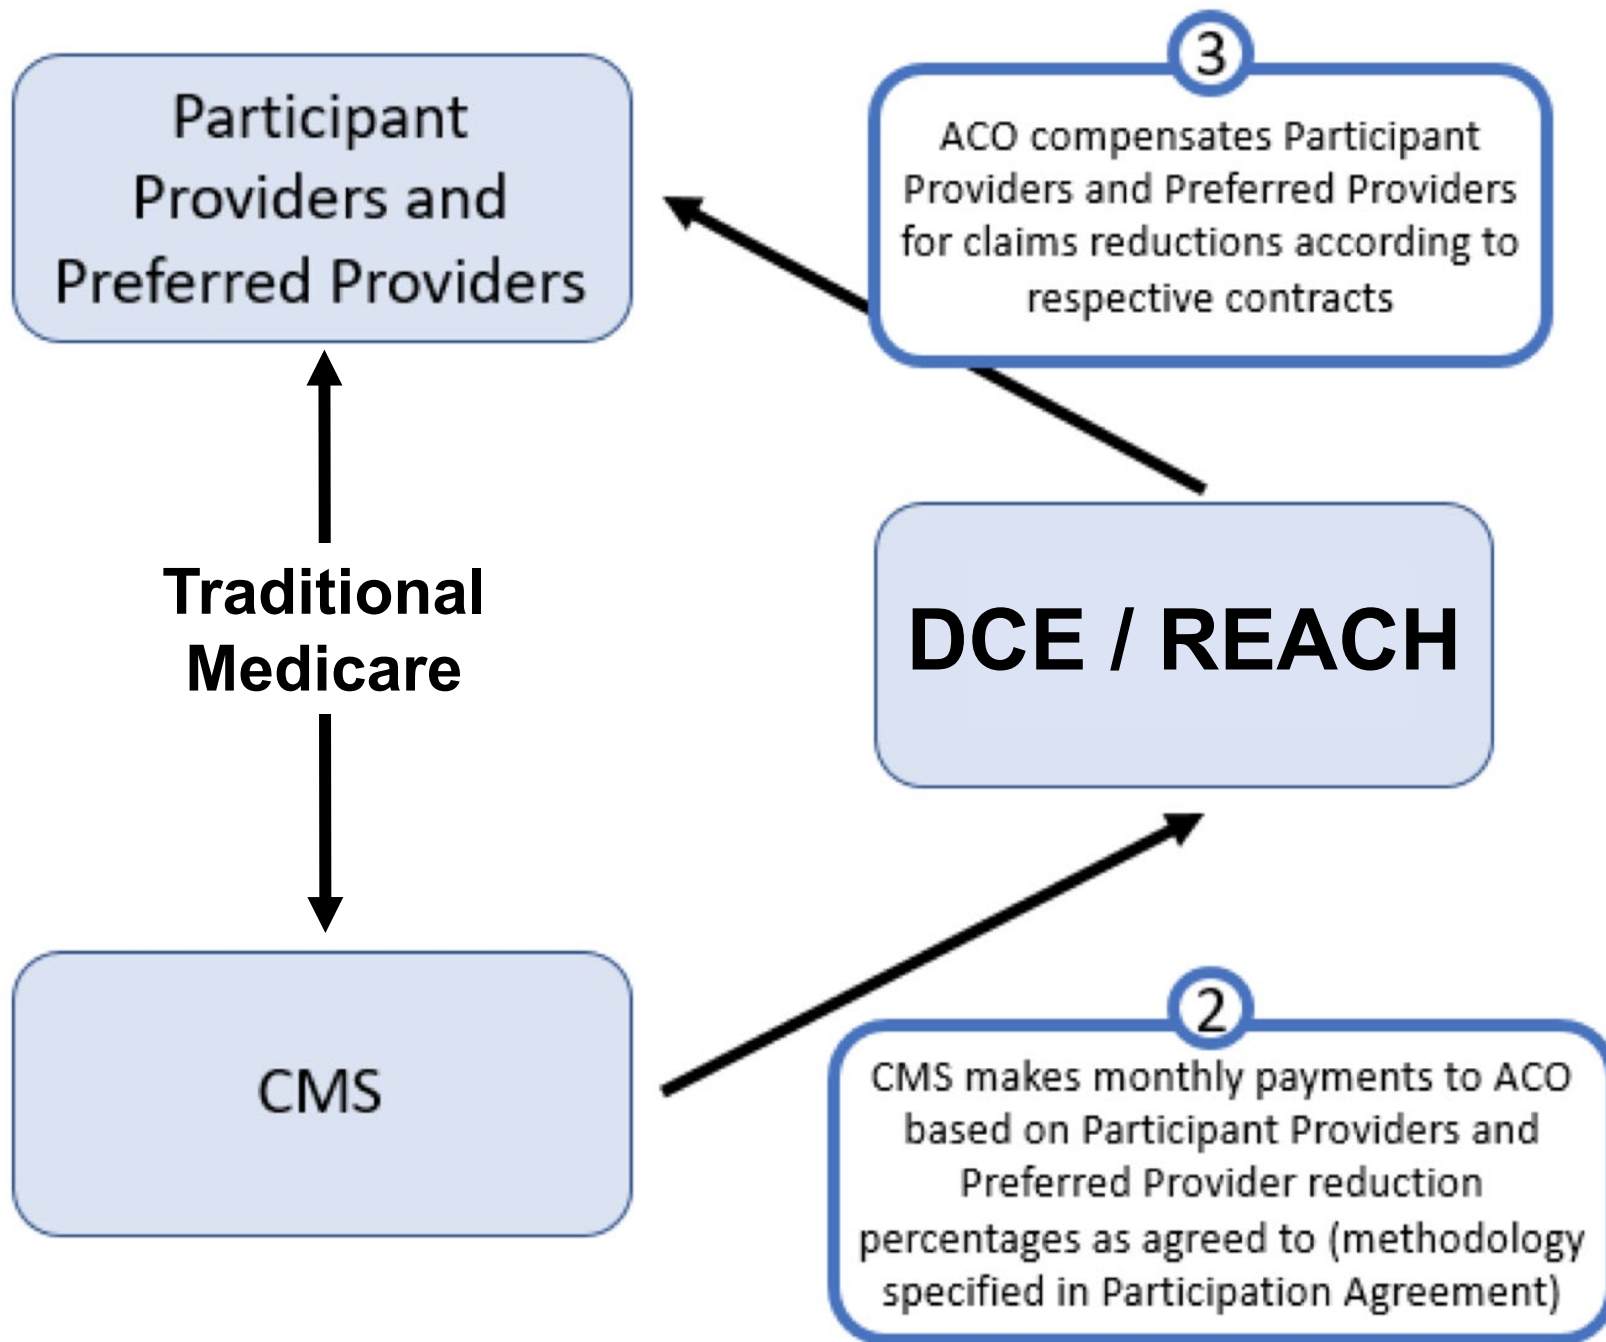 Participant
Providers and
Preferred Providers
3
ACO compensates Participant
Providers and Preferred Providers
for claims reductions according to
respective contracts
Traditional
Medicare
DCE / REACH
CMS
2
CMS makes monthly payments to ACO
based on Participant Providers and
Preferred Provider reduction
percentages as agreed to (methodology
specified in Participation Agreement)